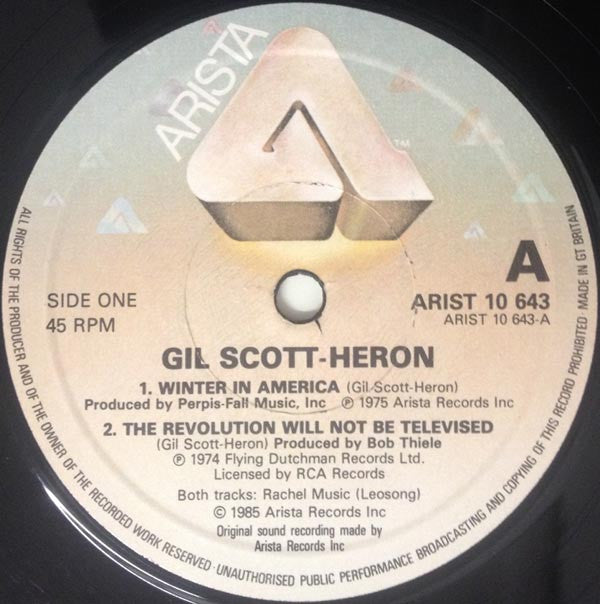 ARISTA
TM
A
SIDE ONE
45 RPM
ARIST 10 643
ARIST 10 643-A
GIL SCOTT-HERON
1. WINTER IN AMERICA (Gil-Scott-Heron)
Produced by Perpis-Fall Music, Inc ℗ 1975 Arista Records Inc
2. THE REVOLUTION WILL NOT BE TELEVISED
(Gil Scott-Heron) Produced by Bob Thiele
℗ 1974 Flying Dutchman Records Ltd.
Licensed by RCA Records
Both tracks: Rachel Music (Leosong)
© 1985 Arista Records Inc
Original sound recording made by
Arista Records Inc
ALL RIGHTS OF THE PRODUCER AND OF THE OWNER OF THE RECORDED WORK RESERVED · UNAUTHORISED PUBLIC PERFORMANCE BROADCASTING AND COPYING OF THIS RECORD PROHIBITED · MADE IN GT BRITAIN